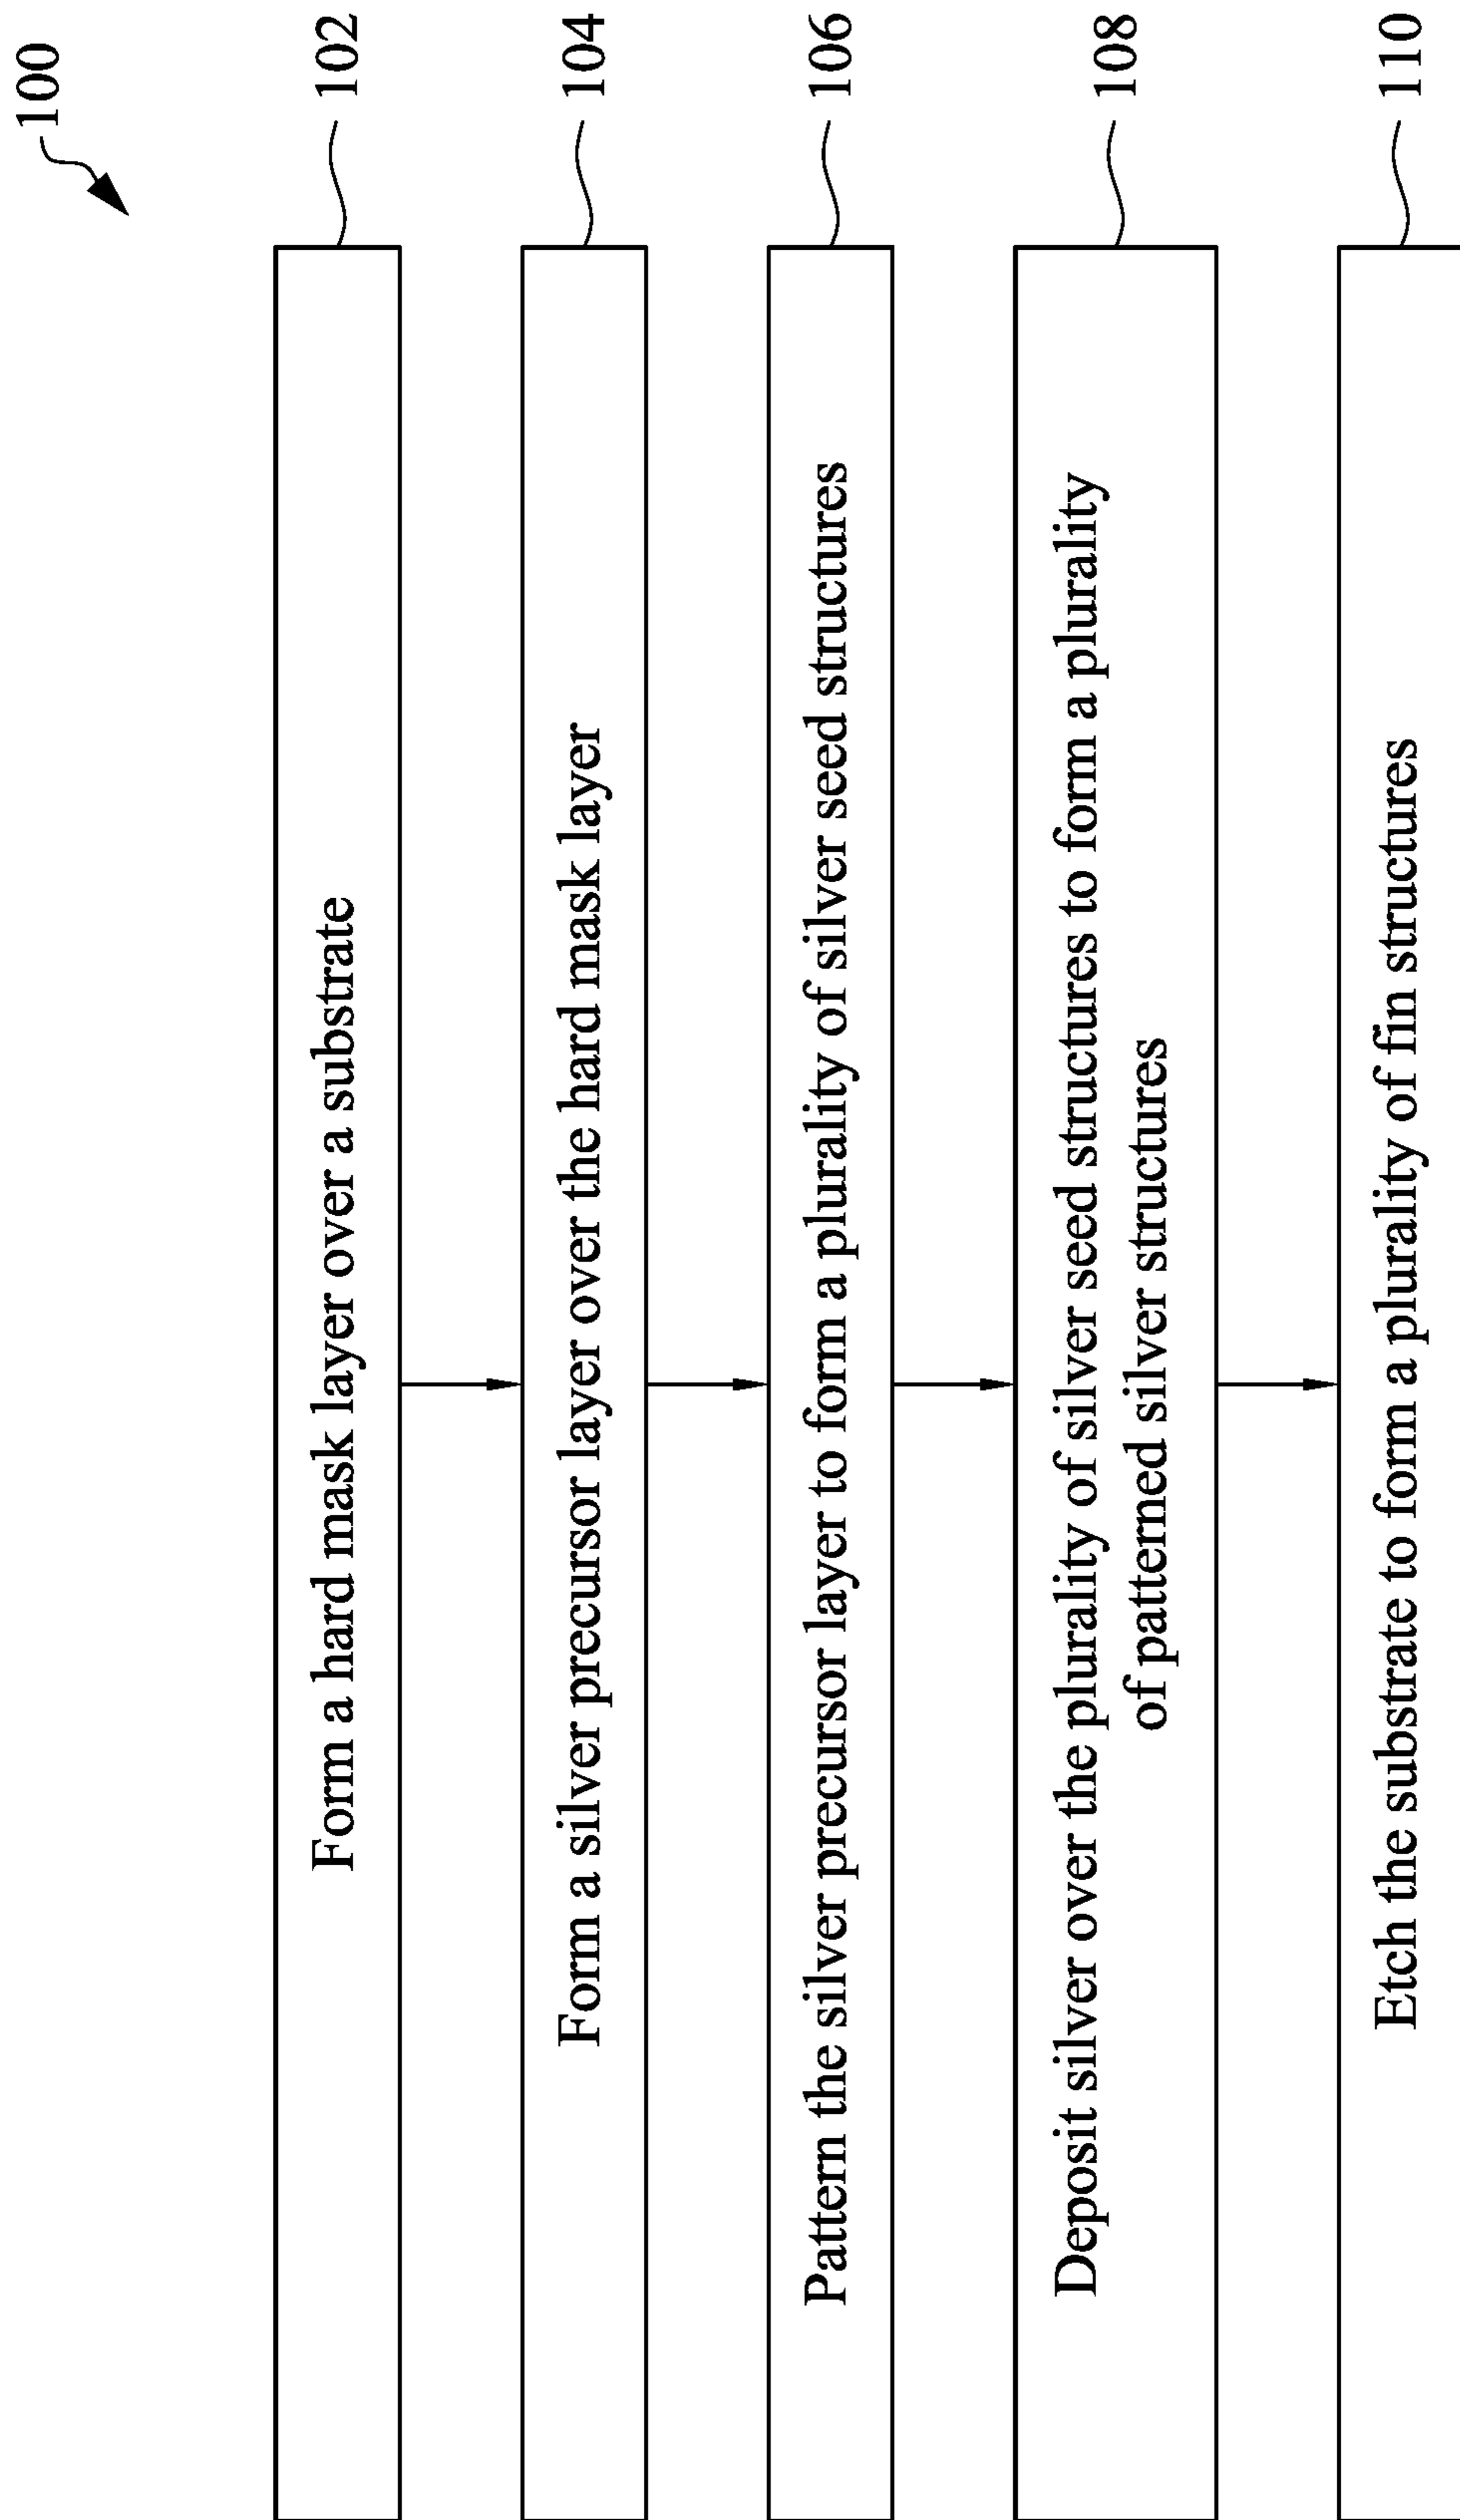 100
Form a hard mask layer over a substrate
102
Form a silver precursor layer over the hard mask layer
104
Pattern the silver precursor layer to form a plurality of silver seed structures
106
Deposit silver over the plurality of silver seed structures to form a plurality
of patterned silver structures
108
Etch the substrate to form a plurality of fin structures
110